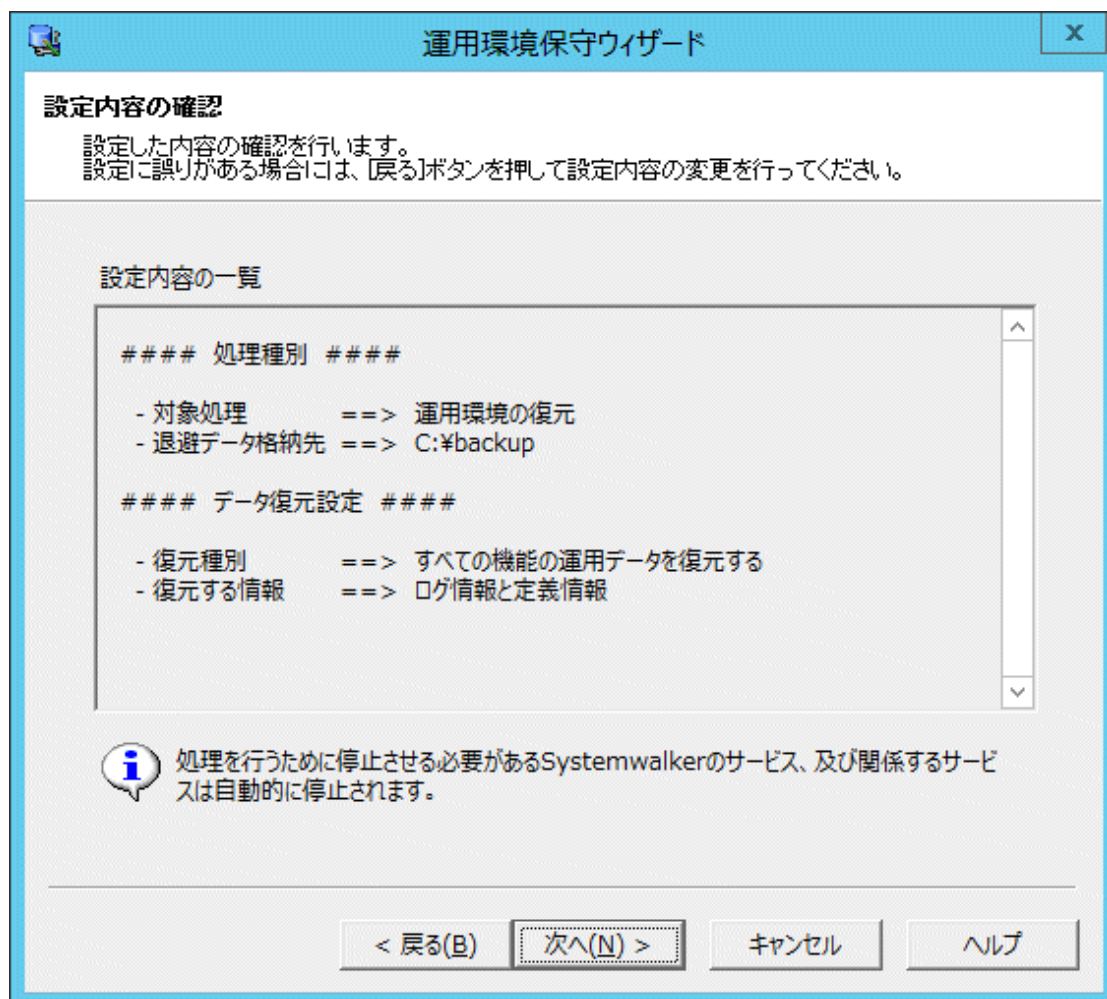 運用環境保守ウィザード
x
設定内容の確認
設定した内容の確認を行います。
設定に誤りがある場合には、[戻る]ボタンを押して設定内容の変更を行ってください。
設定内容の一覧
#### 処理種別 ####
- 対象処理 ==> 運用環境の復元
- 退避データ格納先 ==> C:¥backup
#### データ復元設定 ####
- 復元種別 ==> すべての機能の運用データを復元する
- 復元する情報 ==> ログ情報と定義情報
処理を行うために停止させる必要があるSystemwalkerのサービス、及び関係するサービ
スは自動的に停止されます。
< 戻る(B) 次へ(N) > キャンセル ヘルプ